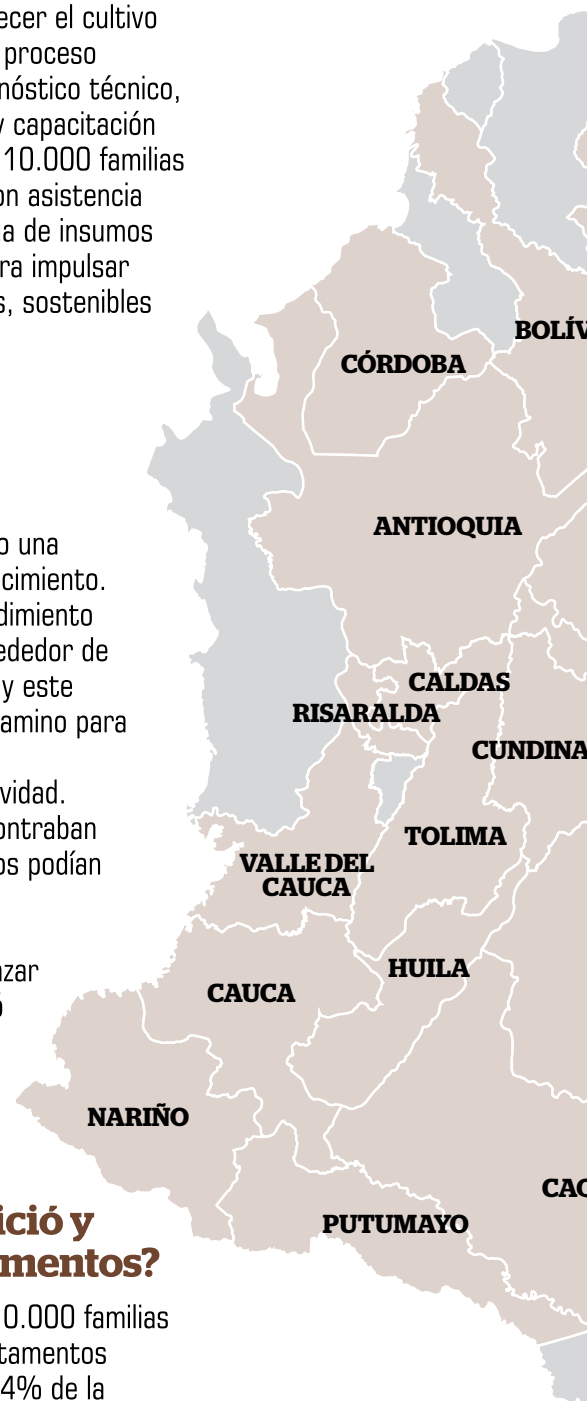 ecer el cultivo
proceso
nóstico técnico,
y capacitación
10.000 familias
on asistencia
a de insumos
ra impulsar
s, sostenibles
BOLÍV
CÓRDOBA
ANTIOQUIA
o una
cimiento.
dimiento
ededor de
y este
amino para
vidad.
ontraban
os podían
azar
CALDAS
RISARALDA
CUNDINA
TOLIMA
VALLE DEL
CAUCA
HUILA
CAUCA
NARIÑO
CAQ
PUTUMAYO
ició y
mentos?
0.000 familias
tamentos
4% de la